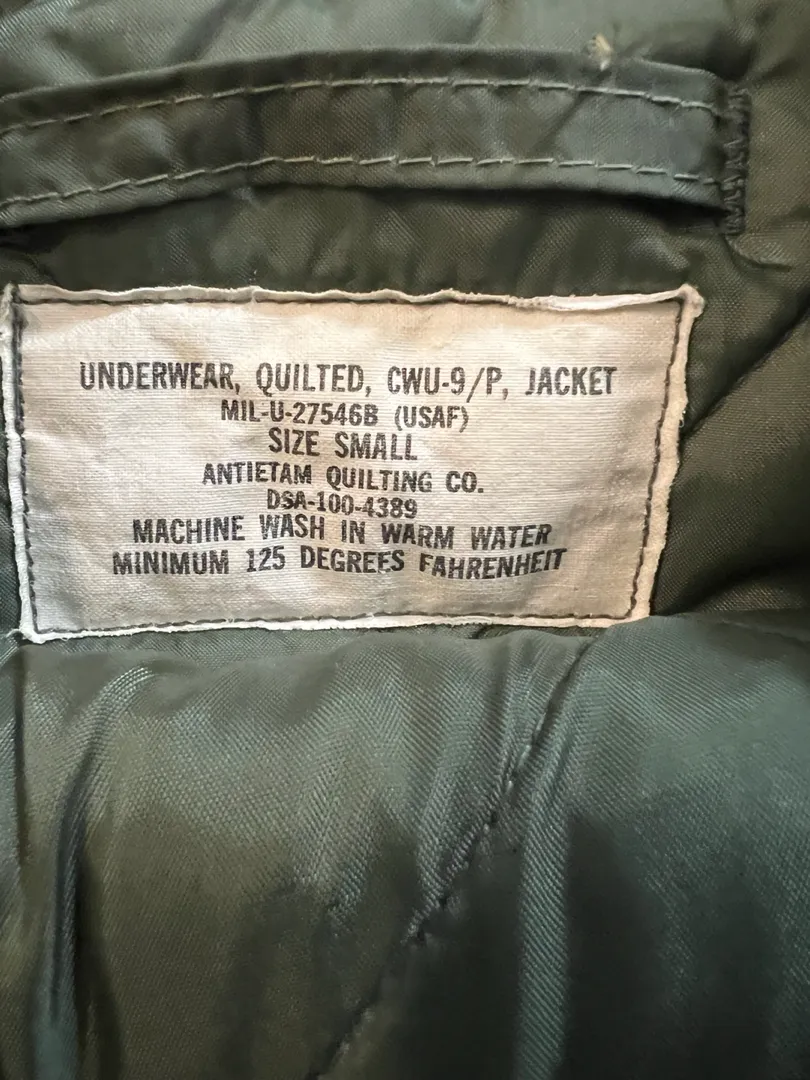 UNDERWEAR, QUILTED, CWU-9/P, JACKET
MIL-U-27546B (USAF)
SIZE SMALL
ANTIETAM QUILTING CO.
DSA-100-4389
MACHINE WASH IN WARM WATER
MINIMUM 125 DEGREES FAHRENHEIT